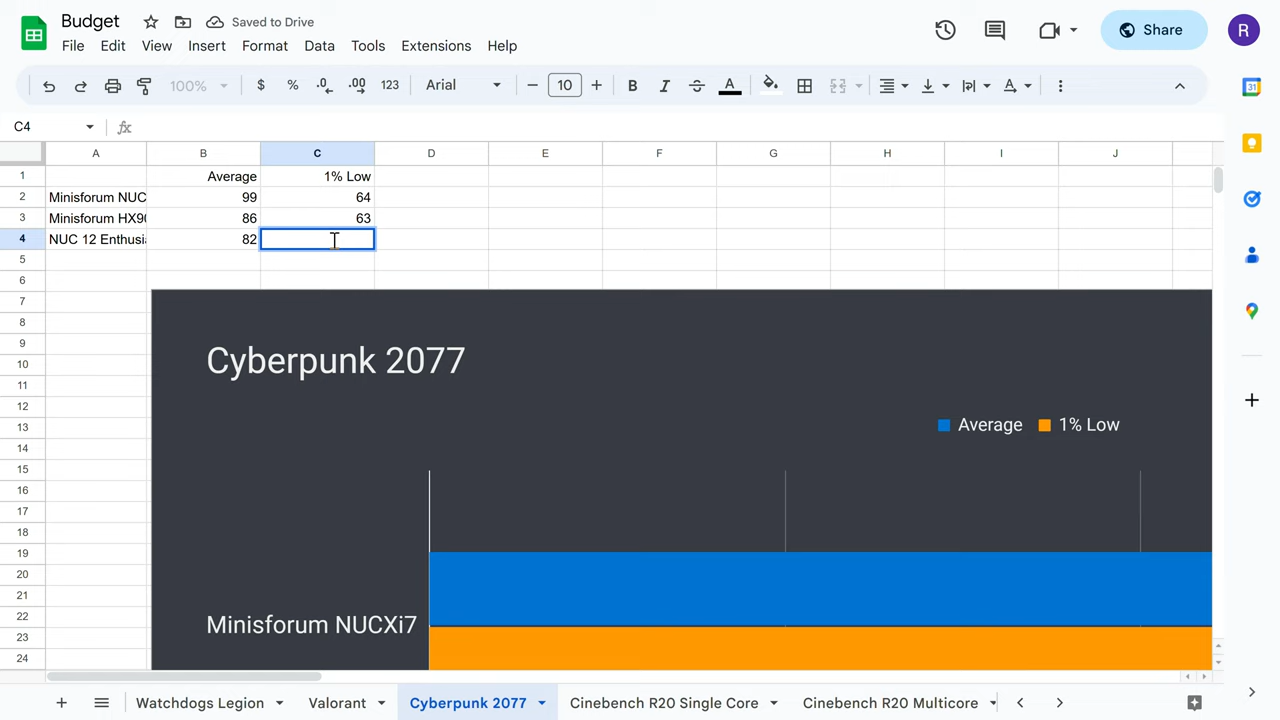 Budget Saved to Drive
File Edit View Insert Format Data Tools Extensions Help
Share R
100% $ % .0 .00 123 Arial − 10 + B I S A A
C4 fx
A B C D E F G H I J
1 Average 1% Low
2 Minisforum NUC 99 64
3 Minisforum HX90 86 63
4 NUC 12 Enthusia 82
5
6
7
8
9
10
11
12
13
14
15
16
17
18
19
20
21
22
23
24
Cyberpunk 2077
Average 1% Low
Minisforum NUCXi7
31
Watchdogs Legion Valorant Cyberpunk 2077 Cinebench R20 Single Core Cinebench R20 Multicore